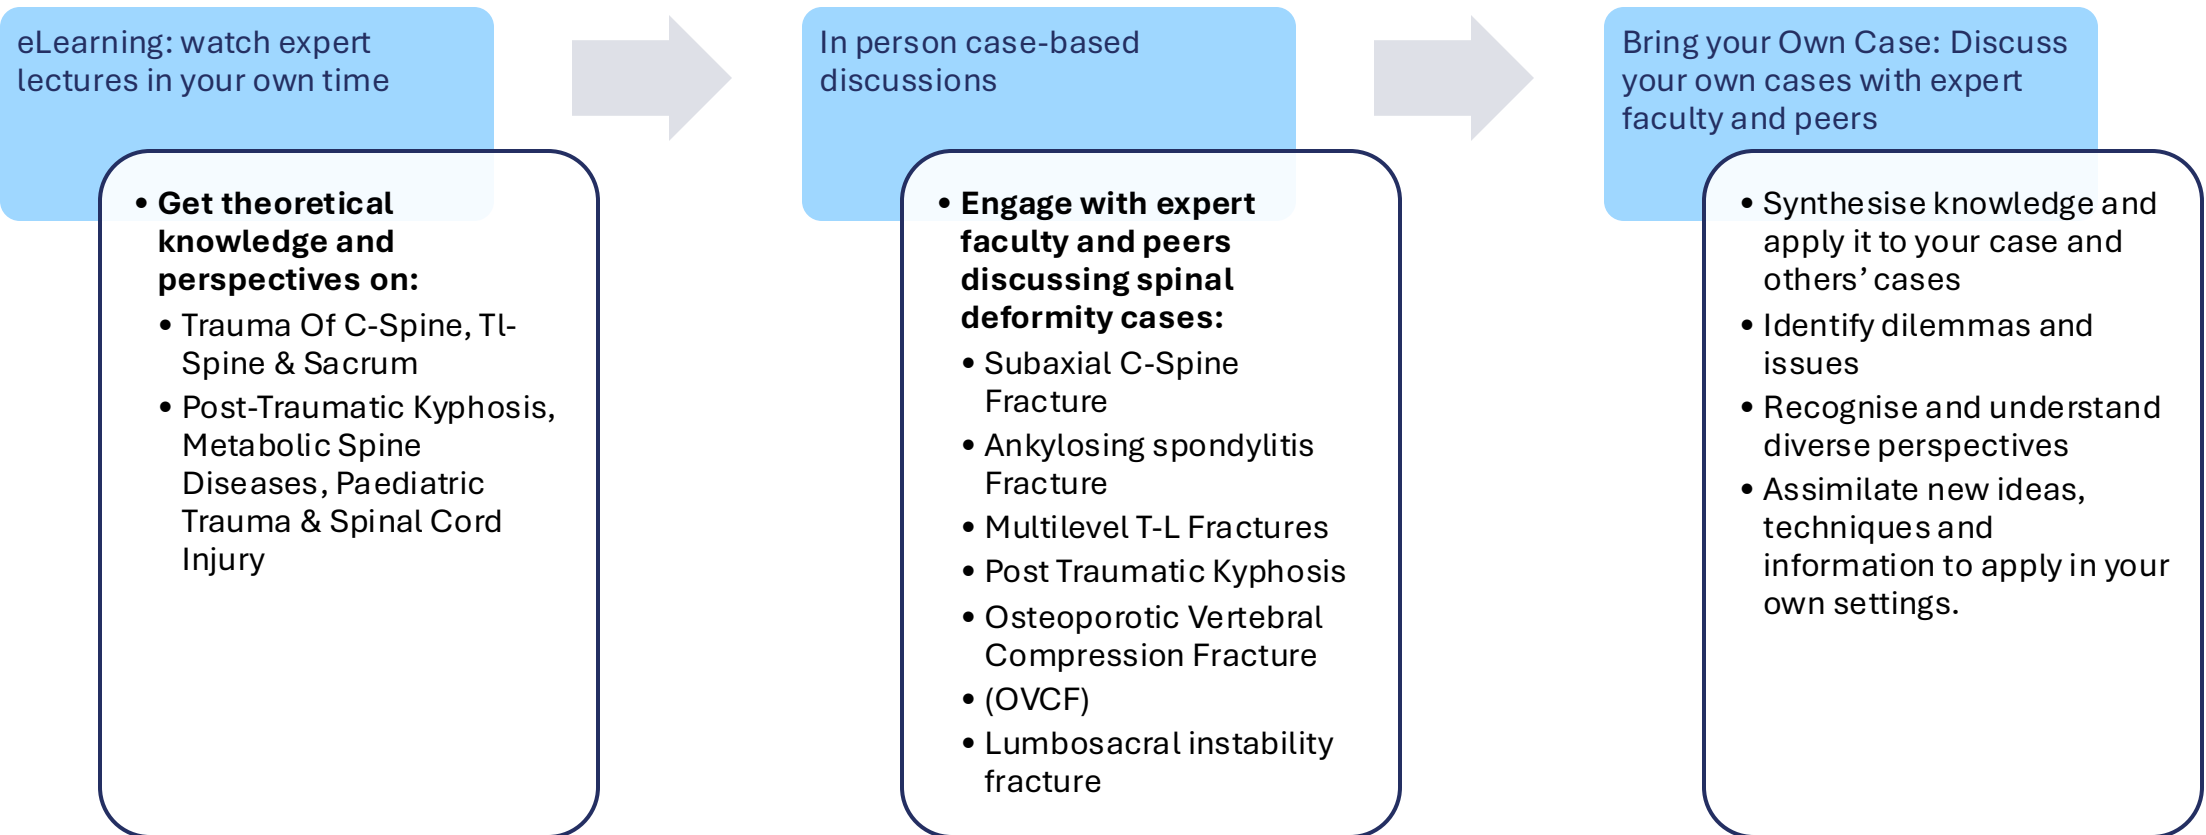 eLearning: watch expert
lectures in your own time
• Get theoretical
knowledge and
perspectives on:
• Trauma Of C-Spine, Tl-
Spine & Sacrum
• Post-Traumatic Kyphosis,
Metabolic Spine
Diseases, Paediatric
Trauma & Spinal Cord
Injury
In person case-based
discussions
• Engage with expert
faculty and peers
discussing spinal
deformity cases:
• Subaxial C-Spine
Fracture
• Ankylosing spondylitis
Fracture
• Multilevel T-L Fractures
• Post Traumatic Kyphosis
• Osteoporotic Vertebral
Compression Fracture
• (OVCF)
• Lumbosacral instability
fracture
Bring your Own Case: Discuss
your own cases with expert
faculty and peers
• Synthesise knowledge and
apply it to your case and
others’ cases
• Identify dilemmas and
issues
• Recognise and understand
diverse perspectives
• Assimilate new ideas,
techniques and
information to apply in your
own settings.